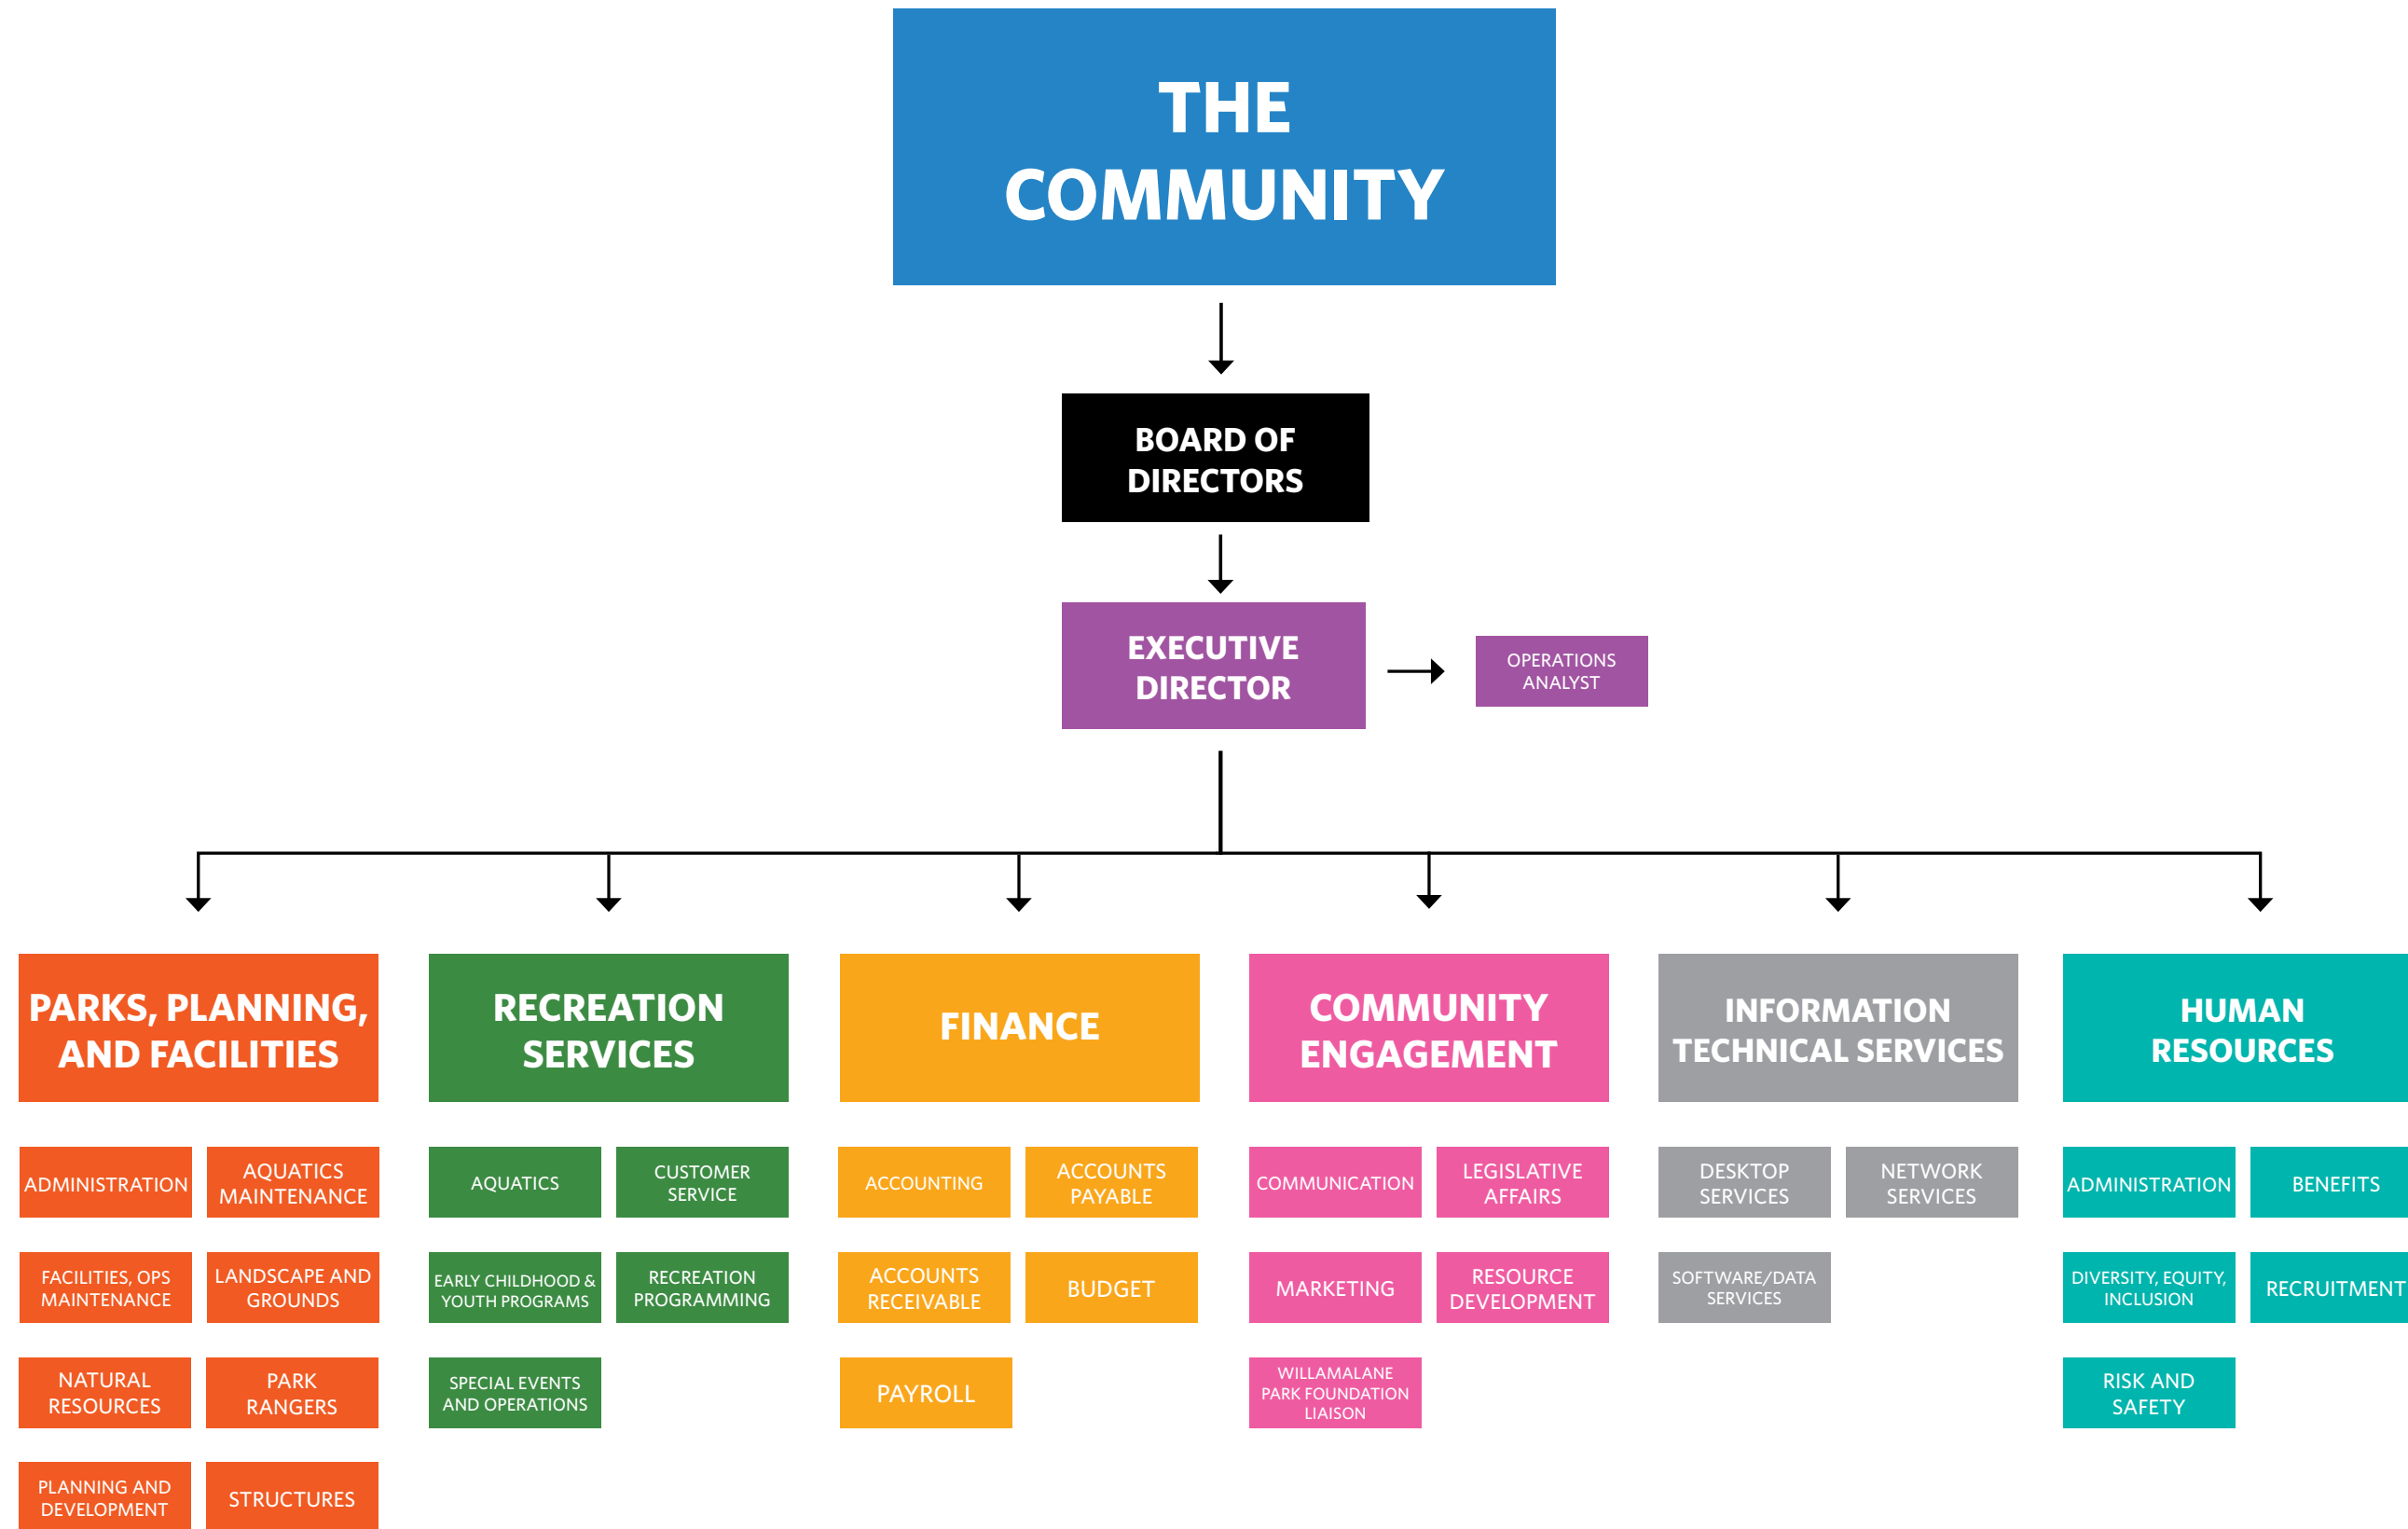 THE
COMMUNITY
BOARD OF
DIRECTORS
EXECUTIVE
DIRECTOR
OPERATIONS
ANALYST
PARKS, PLANNING,
AND FACILITIES
ADMINISTRATION
AQUATICS
MAINTENANCE
FACILITIES, OPS
MAINTENANCE
LANDSCAPE AND
GROUNDS
NATURAL
RESOURCES
PARK
RANGERS
PLANNING AND
DEVELOPMENT
STRUCTURES
RECREATION
SERVICES
AQUATICS
CUSTOMER
SERVICE
EARLY CHILDHOOD &
YOUTH PROGRAMS
RECREATION
PROGRAMMING
SPECIAL EVENTS
AND OPERATIONS
FINANCE
ACCOUNTING
ACCOUNTS
PAYABLE
ACCOUNTS
RECEIVABLE
BUDGET
PAYROLL
COMMUNITY
ENGAGEMENT
COMMUNICATION
LEGISLATIVE
AFFAIRS
MARKETING
RESOURCE
DEVELOPMENT
WILLAMALANE
PARK FOUNDATION
LIAISON
INFORMATION
TECHNICAL SERVICES
DESKTOP
SERVICES
NETWORK
SERVICES
SOFTWARE/DATA
SERVICES
HUMAN
RESOURCES
ADMINISTRATION
BENEFITS
DIVERSITY, EQUITY,
INCLUSION
RECRUITMENT
RISK AND
SAFETY